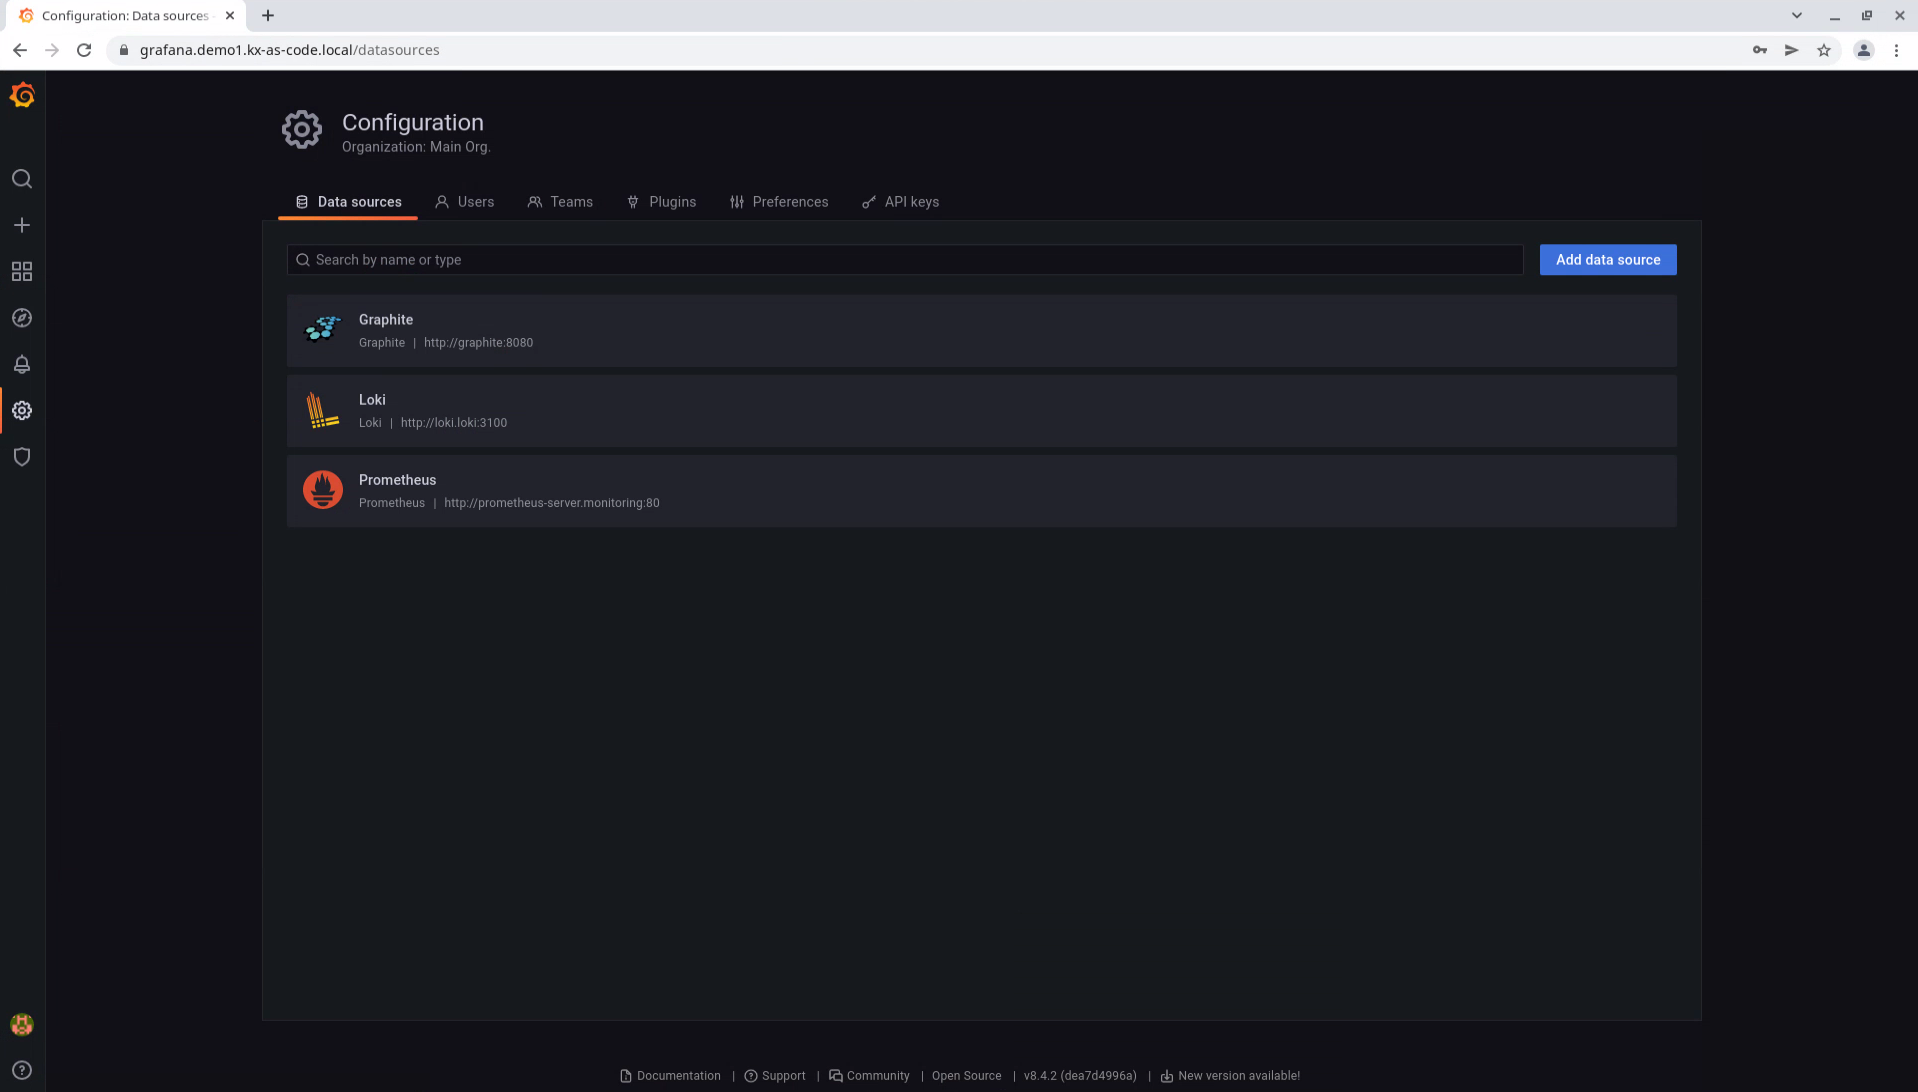 Configuration: Data sources
grafana.demo1.kx-as-code.local/datasources
Configuration
Organization: Main Org.
Data sources Users Teams Plugins Preferences API keys
Search by name or type Add data source
Graphite
Graphite | http://graphite:8080
Loki
Loki | http://loki.loki:3100
Prometheus
Prometheus | http://prometheus-server.monitoring:80
Documentation | Support | Community | Open Source | v8.4.2 (dea7d4996a) | New version available!